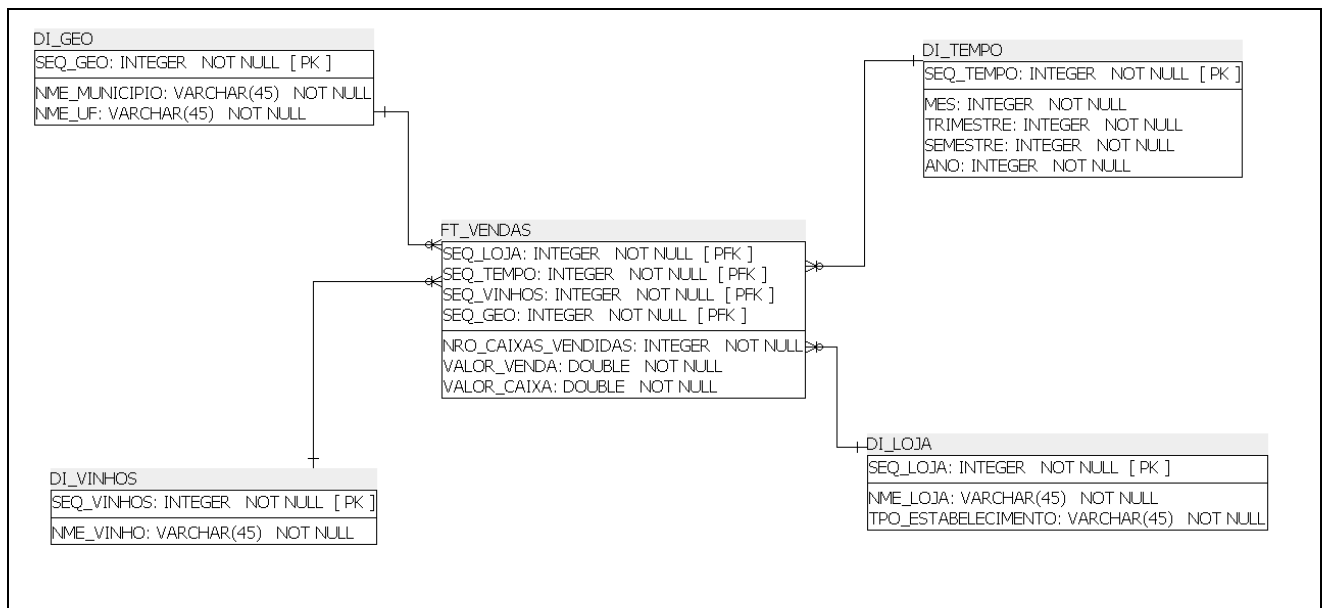 DI_GEO
SEQ_GEO: INTEGER NOT NULL [ PK ]
NME_MUNICIPIO: VARCHAR(45) NOT NULL
NME_UF: VARCHAR(45) NOT NULL
DI_TEMPO
SEQ_TEMPO: INTEGER NOT NULL [ PK ]
MES: INTEGER NOT NULL
TRIMESTRE: INTEGER NOT NULL
SEMESTRE: INTEGER NOT NULL
ANO: INTEGER NOT NULL
FT_VENDAS
SEQ_LOJA: INTEGER NOT NULL [ PFK ]
SEQ_TEMPO: INTEGER NOT NULL [ PFK ]
SEQ_VINHOS: INTEGER NOT NULL [ PFK ]
SEQ_GEO: INTEGER NOT NULL [ PFK ]
NRO_CAIXAS_VENDIDAS: INTEGER NOT NULL
VALOR_VENDA: DOUBLE NOT NULL
VALOR_CAIXA: DOUBLE NOT NULL
DI_VINHOS
SEQ_VINHOS: INTEGER NOT NULL [ PK ]
NME_VINHO: VARCHAR(45) NOT NULL
DI_LOJA
SEQ_LOJA: INTEGER NOT NULL [ PK ]
NME_LOJA: VARCHAR(45) NOT NULL
TPO_ESTABELECIMENTO: VARCHAR(45) NOT NULL